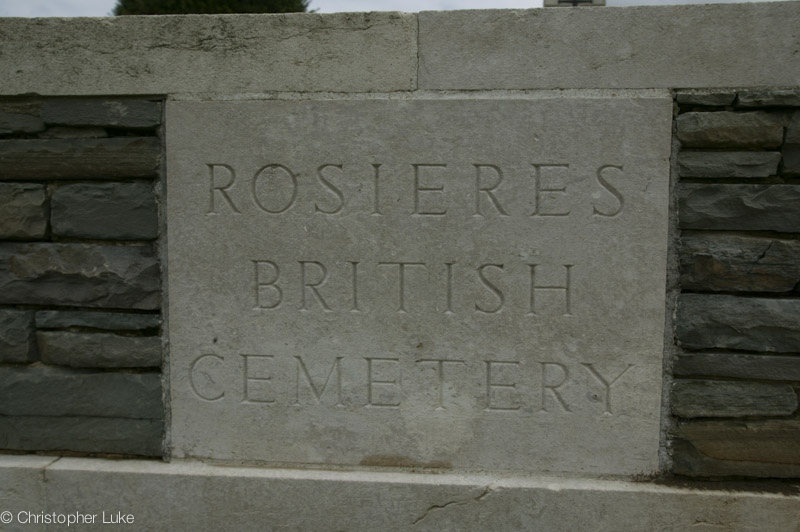 ROSIERES
BRITISH
CEMETERY
© Christopher Luke